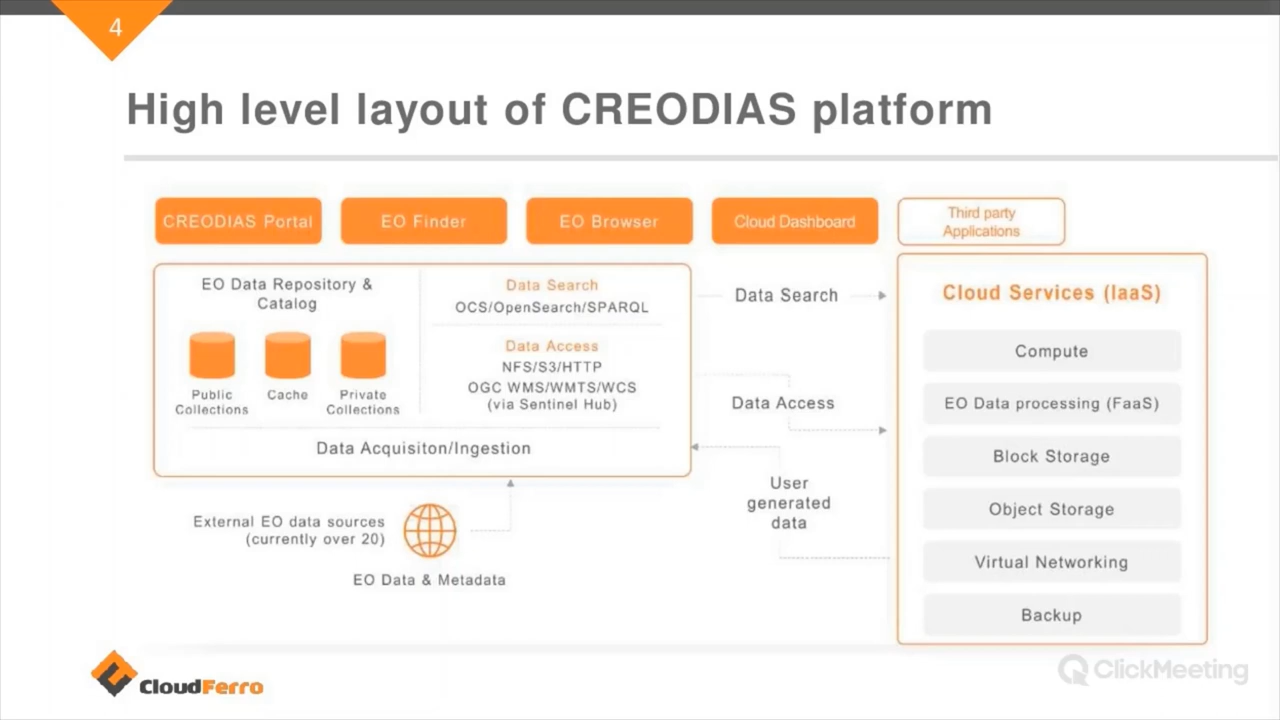 4
High level layout of CREODIAS platform
CREODIAS Portal
EO Finder
EO Browser
Cloud Dashboard
Third party
Applications
EO Data Repository &
Catalog
Public
Collections
Cache
Private
Collections
Data Search
OCS/OpenSearch/SPARQL
Data Access
NFS/S3/HTTP
OGC WMS/WMTS/WCS
(via Sentinel Hub)
Data Acquisiton/Ingestion
External EO data sources
(currently over 20)
EO Data & Metadata
Data Search
Data Access
User
generated
data
Cloud Services (IaaS)
Compute
EO Data processing (FaaS)
Block Storage
Object Storage
Virtual Networking
Backup
CloudFerro
ClickMeeting